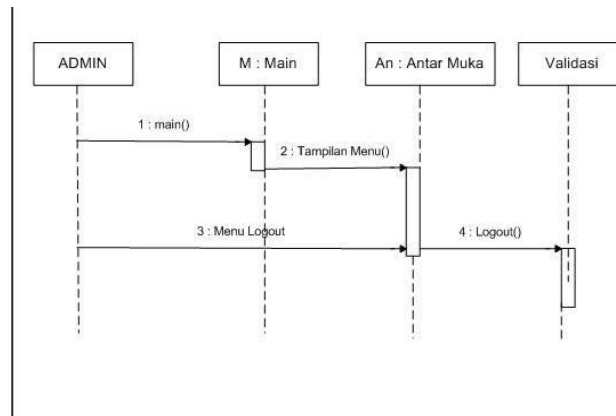 ADMIN
M : Main
An : Antar Muka
Validasi
1 : main()
2 : Tampilan Menu()
3 : Menu Logout
4 : Logout()